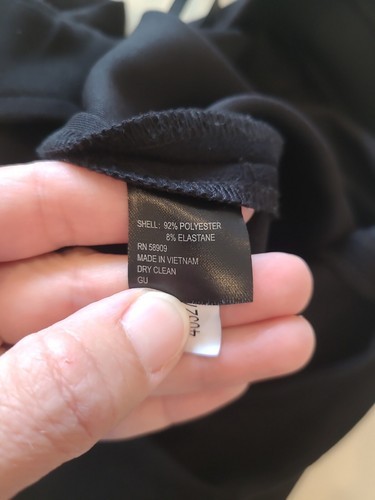 SHELL: 92% POLYESTER
8% ELASTANE
RN 58909
MADE IN VIETNAM
DRY CLEAN
GU